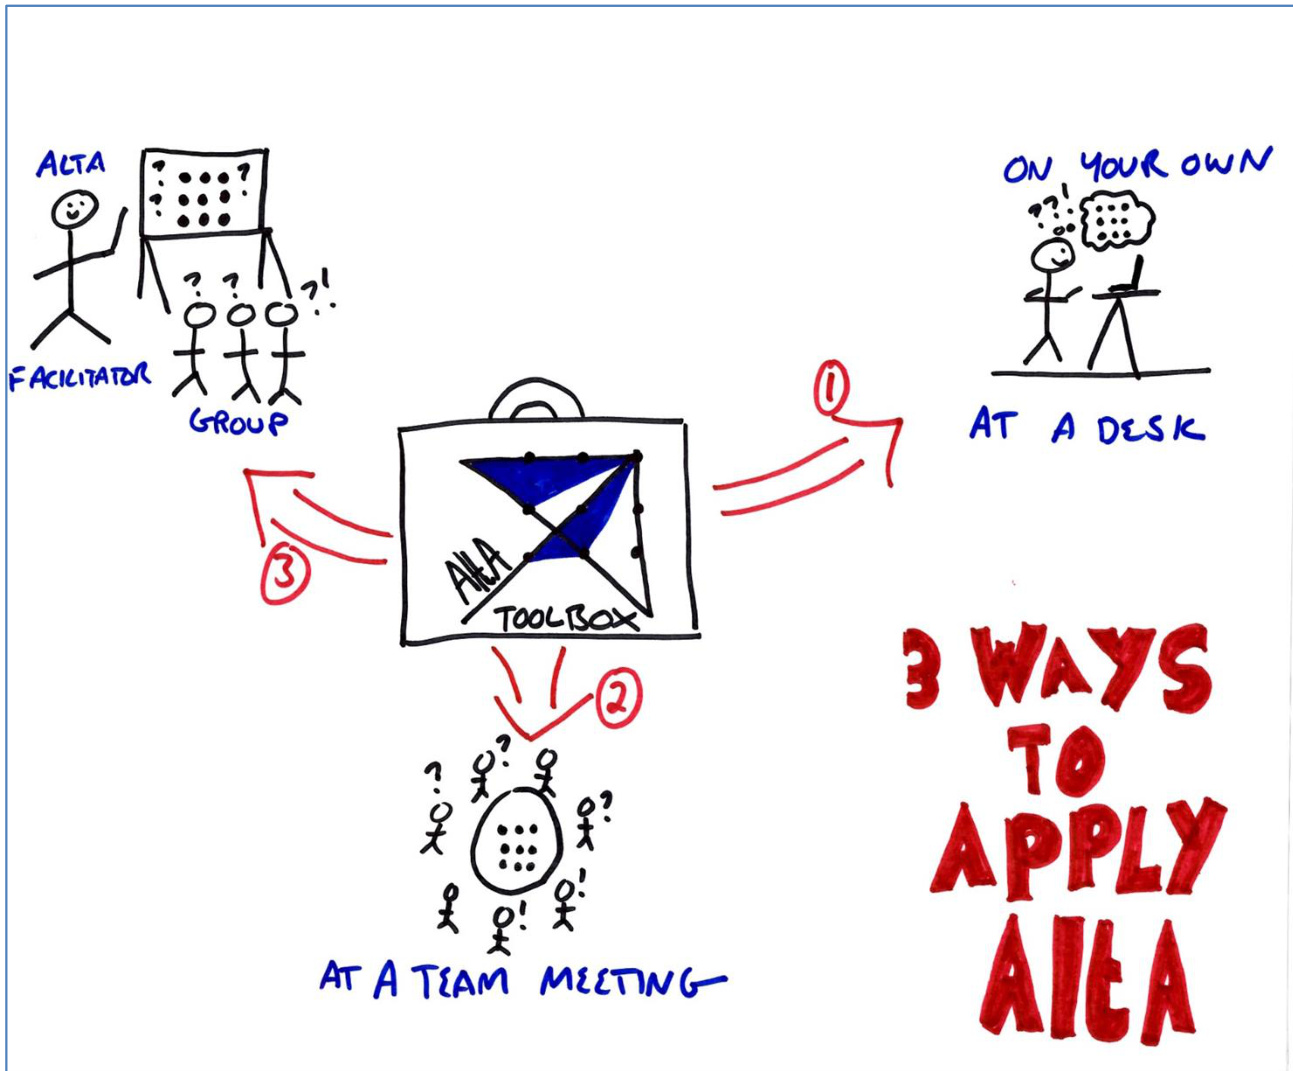 ALTA
FACILITATOR
? ?
?
? ?
? ? ?!
GROUP
③
ON YOUR OWN
??!
AT A DESK
①
AltA
TOOLBOX
②
? ?
?
!
! 
AT A TEAM MEETING
3 WAYS
TO
APPLY
AltA